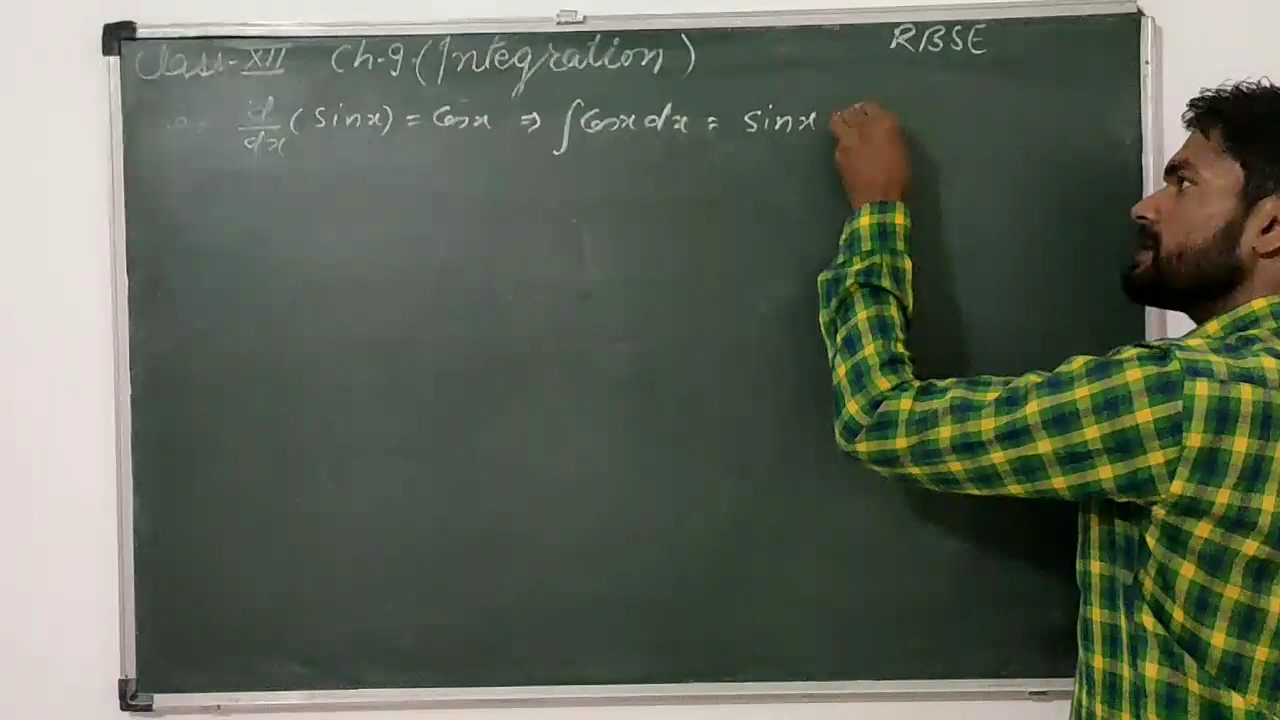 Class-XII Ch.9.(Integration) RBSE
d/dx (sinx) = Cosx ⇒ ∫Cosx dx = sinx